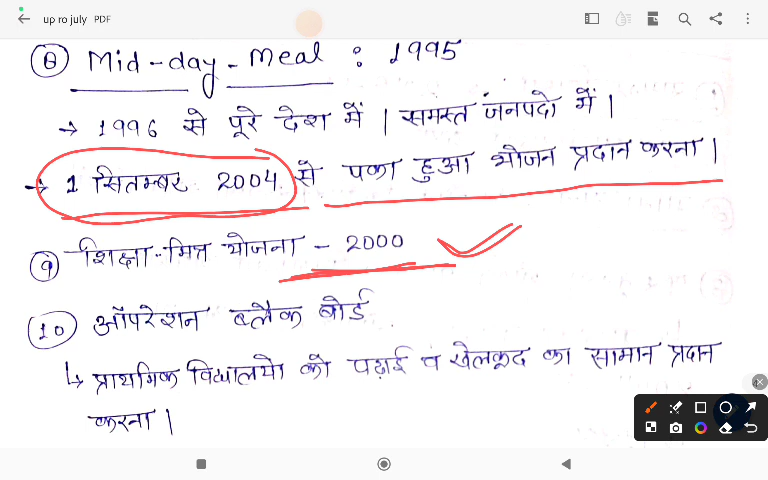 up ro july PDF
⑧ Mid-day-Meal : 1995
→ 1996 से पूरे देश में | समस्त जनपदो में |
→ 1 सितम्बर 2004 से पका हुआ भोजन प्रदान करना |
⑨ शिक्षा-मित्र योजना - 2000
⑩ ऑपरेशन ब्लैक बोर्ड
↳ प्राथमिक विद्यालयो को पढ़ाई व खेलकूद का सामान प्रदान
करना |